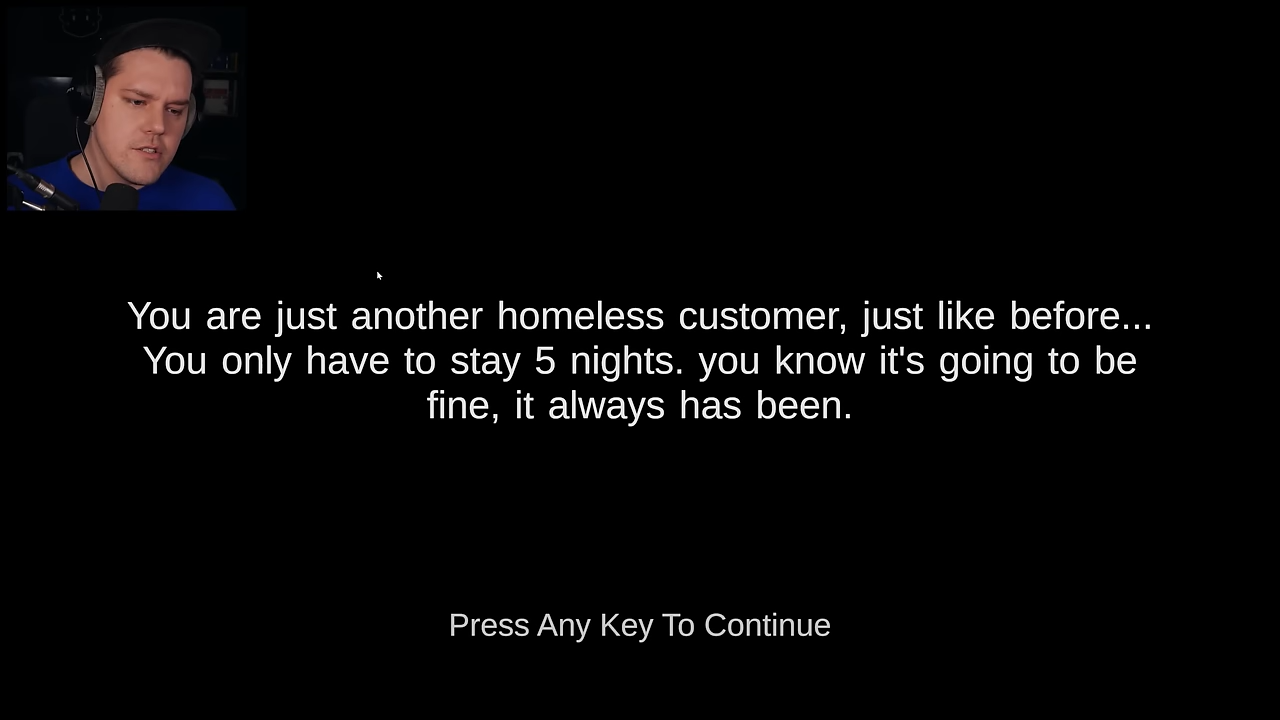 You are just another homeless customer, just like before...
You only have to stay 5 nights. you know it's going to be
fine, it always has been.
Press Any Key To Continue